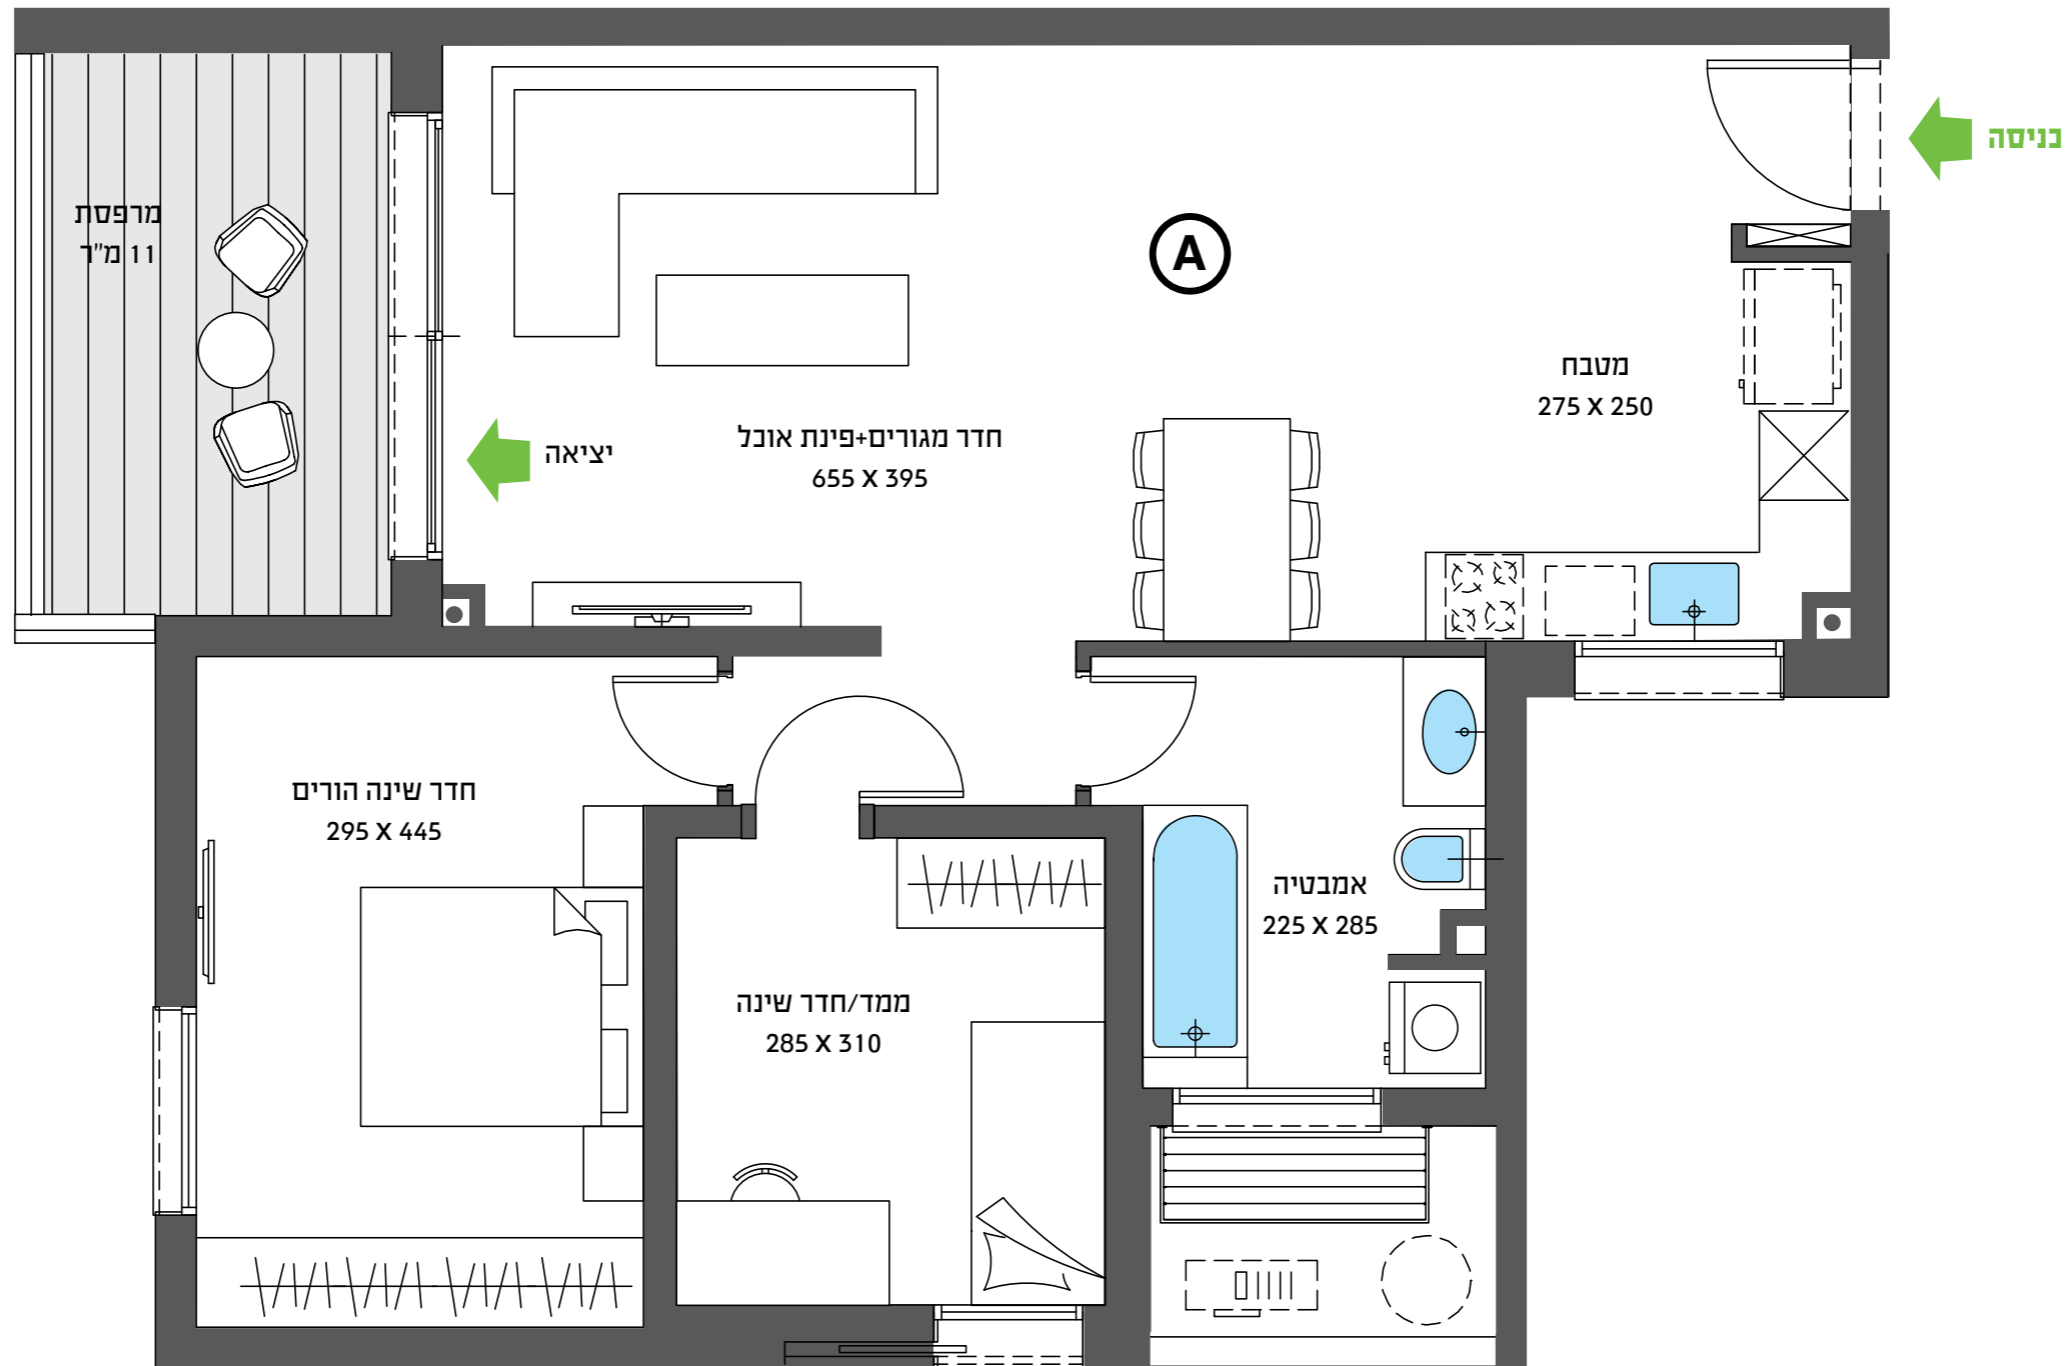 כניסה
A
מרפסת
11 מ"ר
מטבח
275 X 250
חדר מגורים+פינת אוכל
655 X 395
יציאה
חדר שינה הורים
295 X 445
אמבטיה
225 X 285
ממד/חדר שינה
285 X 310